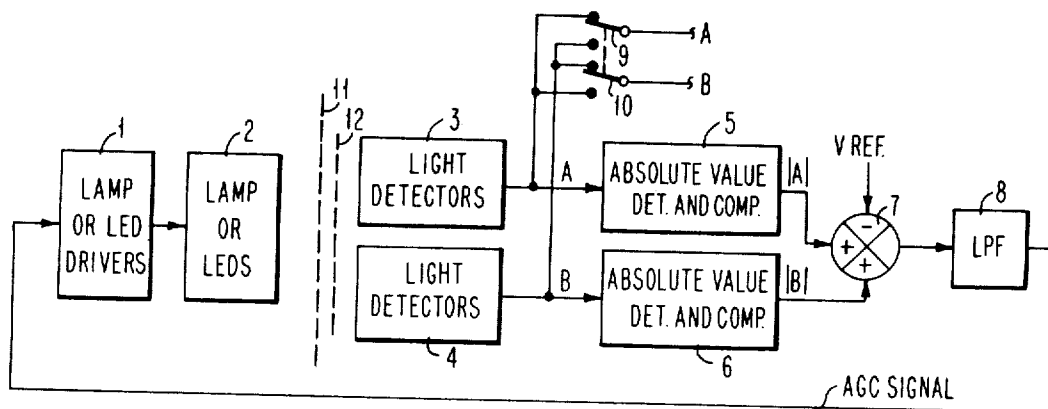 9
A
10
B
11
12
1
2
3
5
LAMP
OR LED
DRIVERS
LAMP
OR
LEDS
LIGHT
DETECTORS
A
ABSOLUTE VALUE
DET. AND COMP.
|A|
V REF.
7
-
+
+
8
LPF
LIGHT
DETECTORS
B
ABSOLUTE VALUE
DET. AND COMP.
|B|
4
6
AGC SIGNAL